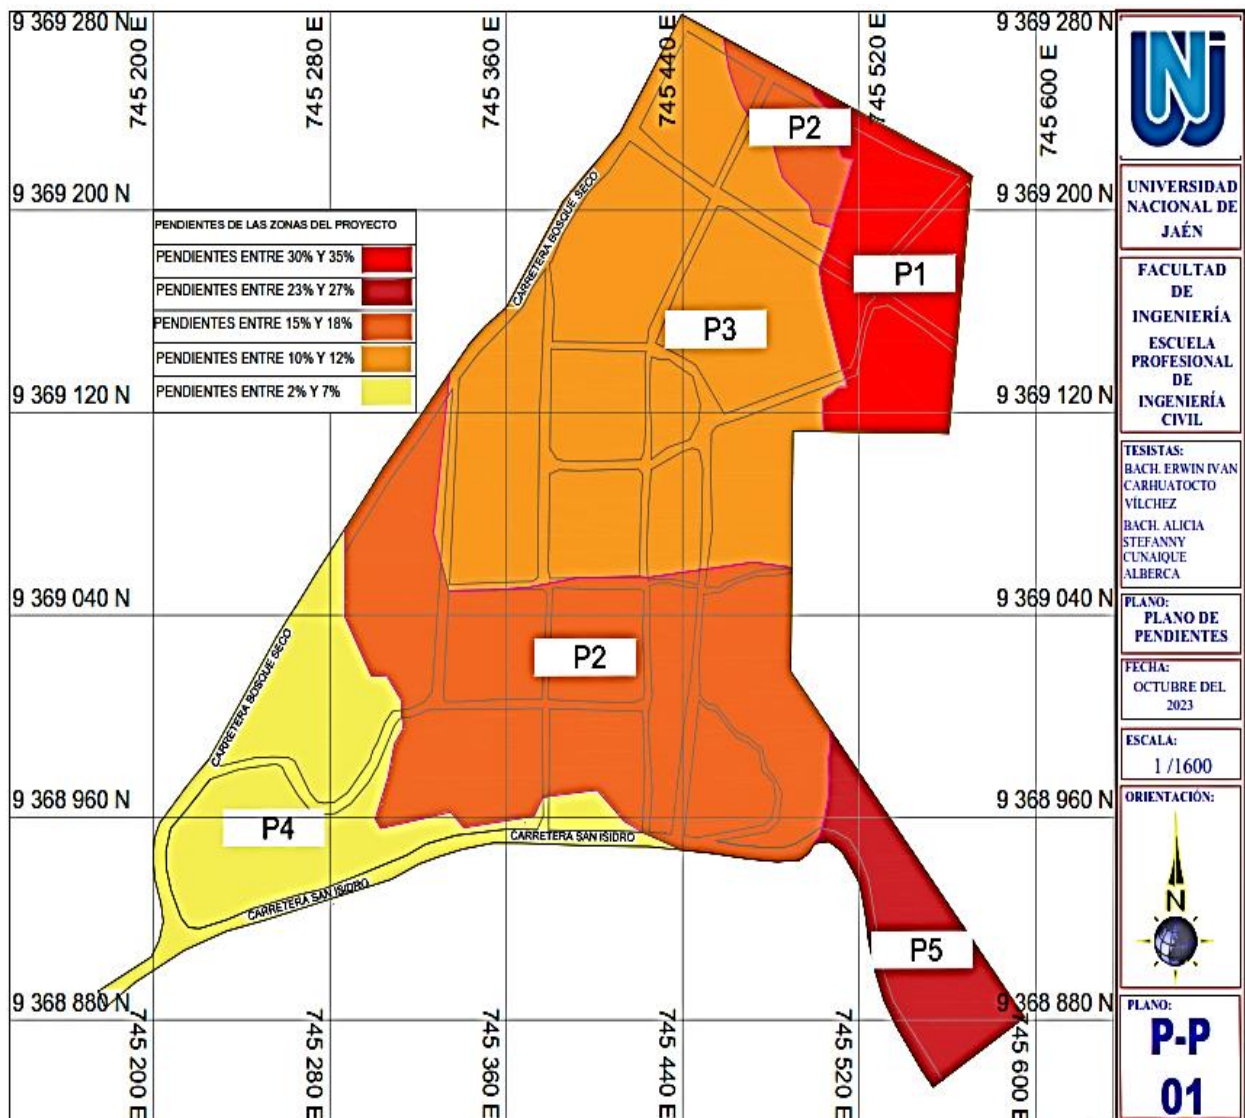 9 369 280 N
745 200 E
745 280 E
745 360 E
745 440 E
745 520 E
9 369 280 N
745 600 E
P2
9 369 200 N
9 369 200 N
CARRETERA BOSQUE SECO
PENDIENTES DE LAS ZONAS DEL PROYECTO
PENDIENTES ENTRE 30% Y 35%
PENDIENTES ENTRE 23% Y 27%
PENDIENTES ENTRE 15% Y 18%
PENDIENTES ENTRE 10% Y 12%
PENDIENTES ENTRE 2% Y 7%
P1
P3
9 369 120 N
9 369 120 N
9 369 040 N
9 369 040 N
P2
CARRETERA BOSQUE SECO
9 368 960 N
9 368 960 N
P4
CARRETERA SAN ISIDRO
CARRETERA SAN ISIDRO
P5
9 368 880 N
9 368 880 N
745 200 E
745 280 E
745 360 E
745 440 E
745 520 E
745 600 E
UNJ
UNIVERSIDAD
NACIONAL DE
JAÉN
FACULTAD
DE
INGENIERÍA
ESCUELA
PROFESIONAL
DE
INGENIERÍA
CIVIL
TESISTAS:
BACH. ERWIN IVAN
CARHUATOCTO
VÍLCHEZ
BACH. ALICIA
STEFANNY
CUNAIQUE
ALBERCA
PLANO:
PLANO DE
PENDIENTES
FECHA:
OCTUBRE DEL
2023
ESCALA:
1 /1600
ORIENTACIÓN:
N
PLANO:
P-P
01